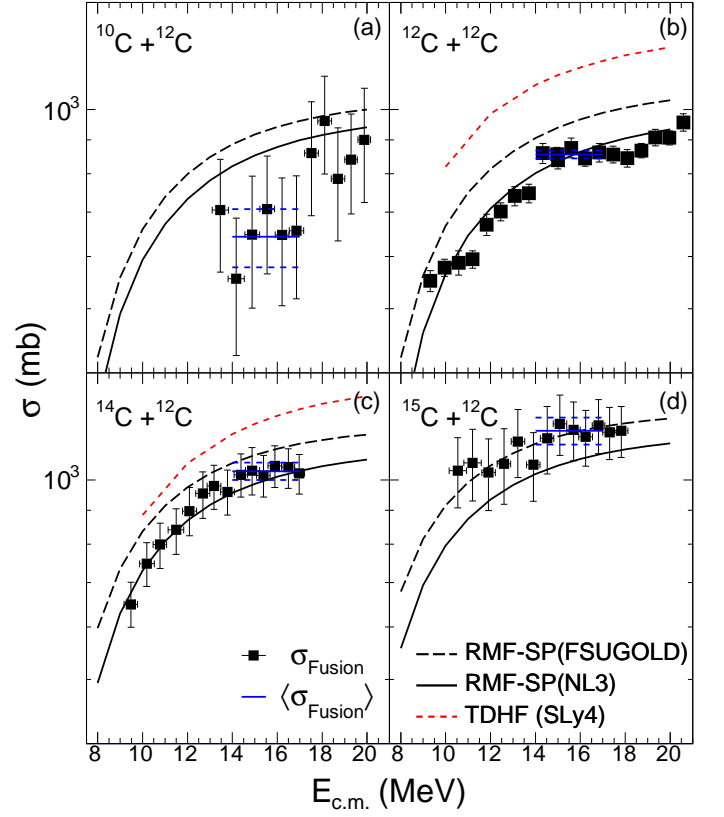 ¹⁰C + ¹²C (a)
¹²C + ¹²C (b)
10³
σ (mb)
¹⁴C + ¹²C (c)
¹⁵C + ¹²C (d)
10³
σ_Fusion
⟨σ_Fusion⟩
RMF-SP(FSUGOLD)
RMF-SP(NL3)
TDHF (SLy4)
8 10 12 14 16 18 20
8 10 12 14 16 18 20
E_c.m. (MeV)